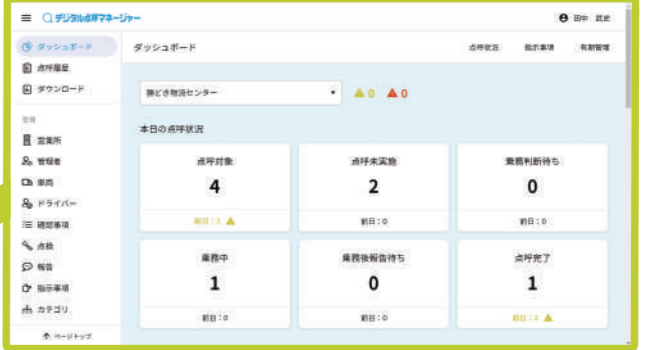 デジタル点呼マネージャー
田中 武史
ダッシュボード
点呼履歴
ダウンロード
営業所
管理者
車両
ドライバー
確認事項
点検
報告
指示事項
カテゴリ
ページトップ
ダッシュボード
点呼状況 指示事項 有期管理
勝どき物流センター
0 0
本日の点呼状況
点呼対象
4
前日：3
点呼未実施
2
前日：0
乗務判断待ち
0
前日：0
乗務中
1
前日：0
乗務後報告待ち
0
前日：0
点呼完了
1
前日：3